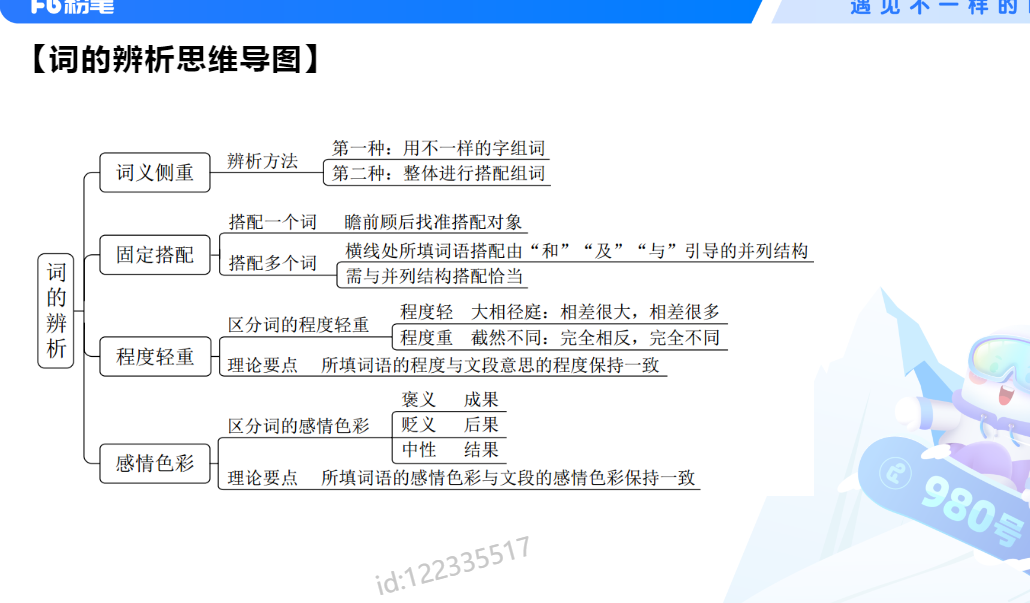 粉笔
遇见不一样的
【词的辨析思维导图】
词的辨析
词义侧重
辨析方法
第一种：用不一样的字组词
第二种：整体进行搭配组词
固定搭配
搭配一个词 瞻前顾后找准搭配对象
搭配多个词
横线处所填词语搭配由“和”“及”“与”引导的并列结构
需与并列结构搭配恰当
程度轻重
区分词的程度轻重
程度轻 大相径庭：相差很大，相差很多
程度重 截然不同：完全相反，完全不同
理论要点 所填词语的程度与文段意思的程度保持一致
感情色彩
区分词的感情色彩
褒义 成果
贬义 后果
中性 结果
理论要点 所填词语的感情色彩与文段的感情色彩保持一致
980号
id:122335517